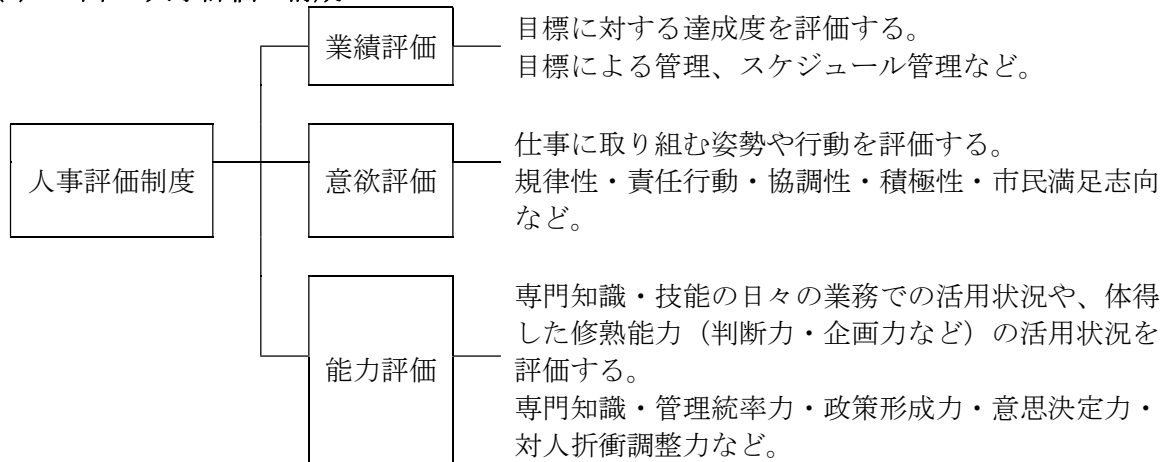 業績評価
目標に対する達成度を評価する。
目標による管理、スケジュール管理など。
人事評価制度
意欲評価
仕事に取り組む姿勢や行動を評価する。
規律性・責任行動・協調性・積極性・市民満足志向
など。
能力評価
専門知識・技能の日々の業務での活用状況や、体得
した修熟能力（判断力・企画力など）の活用状況を
評価する。
専門知識・管理統率力・政策形成力・意思決定力・
対人折衝調整力など。